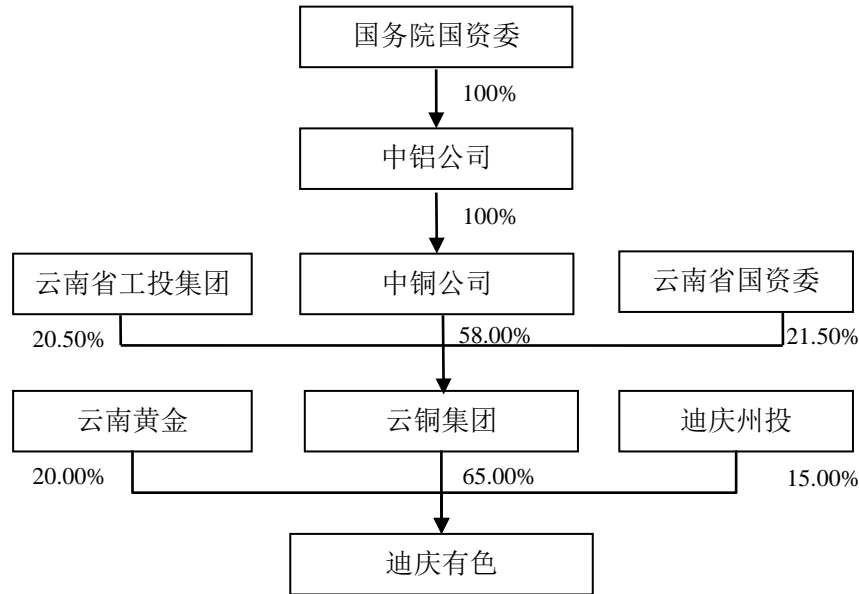 国务院国资委
100%
中铝公司
100%
云南省工投集团
中铜公司
云南省国资委
20.50%
58.00%
21.50%
云南黄金
云铜集团
迪庆州投
20.00%
65.00%
15.00%
迪庆有色